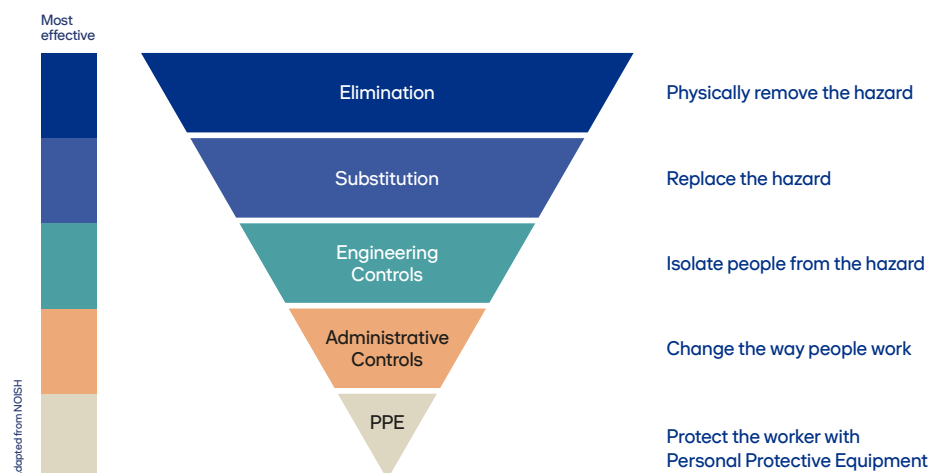 Most
effective
Elimination
Physically remove the hazard
Substitution
Replace the hazard
Engineering
Controls
Isolate people from the hazard
Administrative
Controls
Change the way people work
PPE
Protect the worker with
Personal Protective Equipment
dapted from NOISH